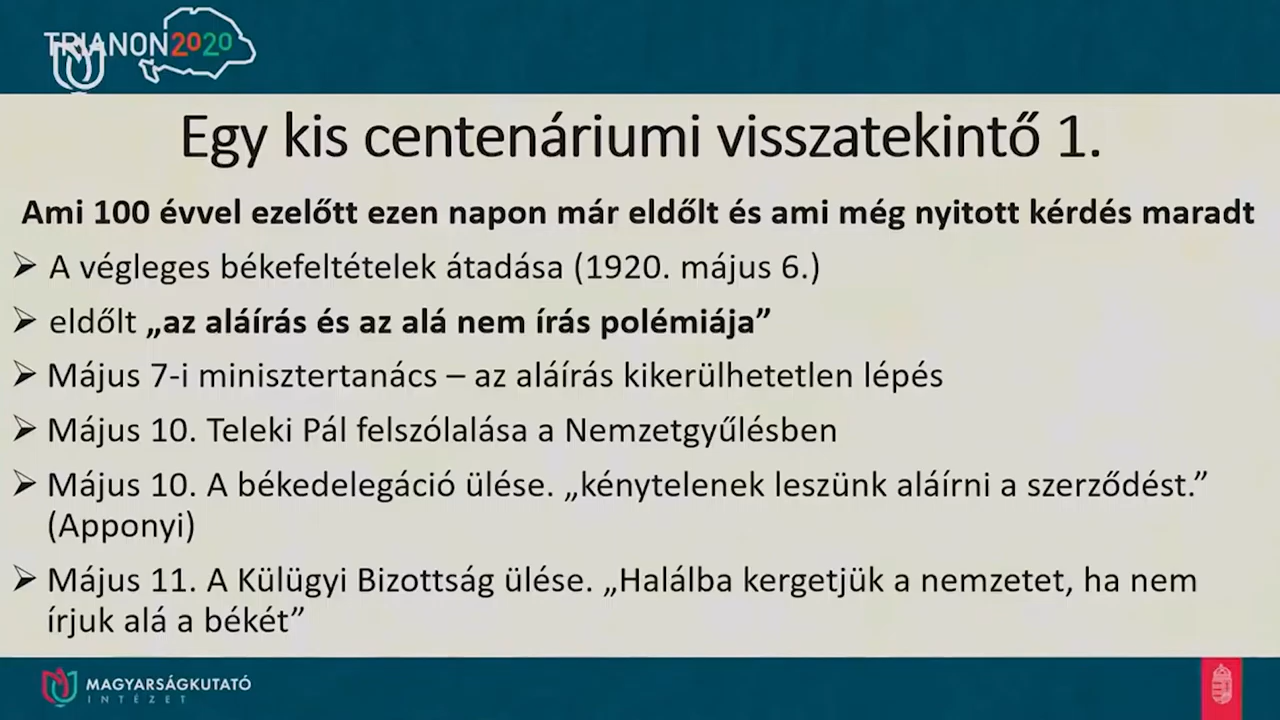 TRIANON2020
Egy kis centenáriumi visszatekintő 1.
Ami 100 évvel ezelőtt ezen napon már eldőlt és ami még nyitott kérdés maradt
➢ A végleges békefeltételek átadása (1920. május 6.)
➢ eldőlt „az aláírás és az alá nem írás polémiája”
➢ Május 7-i minisztertanács – az aláírás kikerülhetetlen lépés
➢ Május 10. Teleki Pál felszólalása a Nemzetgyűlésben
➢ Május 10. A békedelegáció ülése. „kénytelenek leszünk aláírni a szerződést.”
(Apponyi)
➢ Május 11. A Külügyi Bizottság ülése. „Halálba kergetjük a nemzetet, ha nem
írjuk alá a békét”
MAGYARSÁGKUTATÓ
INTÉZET